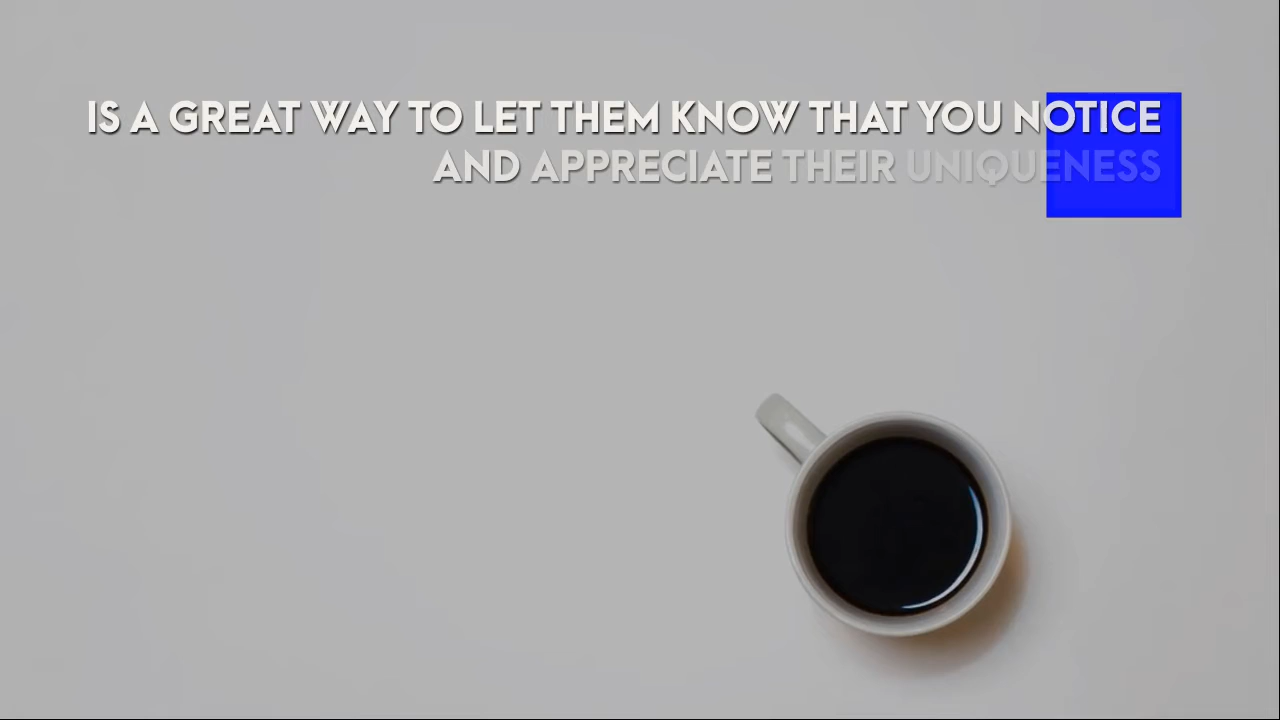 IS A GREAT WAY TO LET THEM KNOW THAT YOU NOTICE
AND APPRECIATE THEIR UNIQUENESS